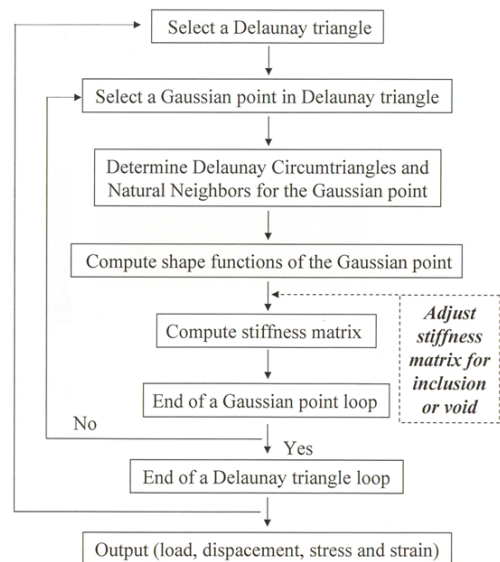 Select a Delaunay triangle
Select a Gaussian point in Delaunay triangle
Determine Delaunay Circumtriangles and
Natural Neighbors for the Gaussian point
Compute shape functions of the Gaussian point
Adjust
stiffness
matrix for
inclusion
or void
Compute stiffness matrix
End of a Gaussian point loop
No
Yes
End of a Delaunay triangle loop
Output (load, dispacement, stress and strain)